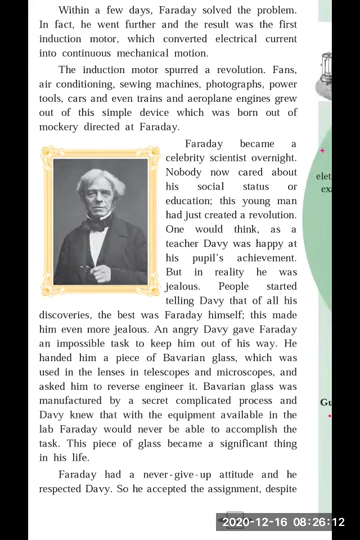 Within a few days, Faraday solved the problem.
In fact, he went further and the result was the first
induction motor, which converted electrical current
into continuous mechanical motion.
The induction motor spurred a revolution. Fans,
air conditioning, sewing machines, photographs, power
tools, cars and even trains and aeroplane engines grew
out of this simple device which was born out of
mockery directed at Faraday.
Faraday became a
celebrity scientist overnight.
Nobody now cared about
his social status or
education; this young man
had just created a revolution.
One would think, as a
teacher Davy was happy at
his pupil's achievement.
But in reality he was
jealous. People started
telling Davy that of all his
discoveries, the best was Faraday himself; this made
him even more jealous. An angry Davy gave Faraday
an impossible task to keep him out of his way. He
handed him a piece of Bavarian glass, which was
used in the lenses in telescopes and microscopes, and
asked him to reverse engineer it. Bavarian glass was
manufactured by a secret complicated process and
Davy knew that with the equipment available in the
lab Faraday would never be able to accomplish the
task. This piece of glass became a significant thing
in his life.
Faraday had a never-give-up attitude and he
respected Davy. So he accepted the assignment, despite
elet
exa
Gu
2020-12-16 08:26:12